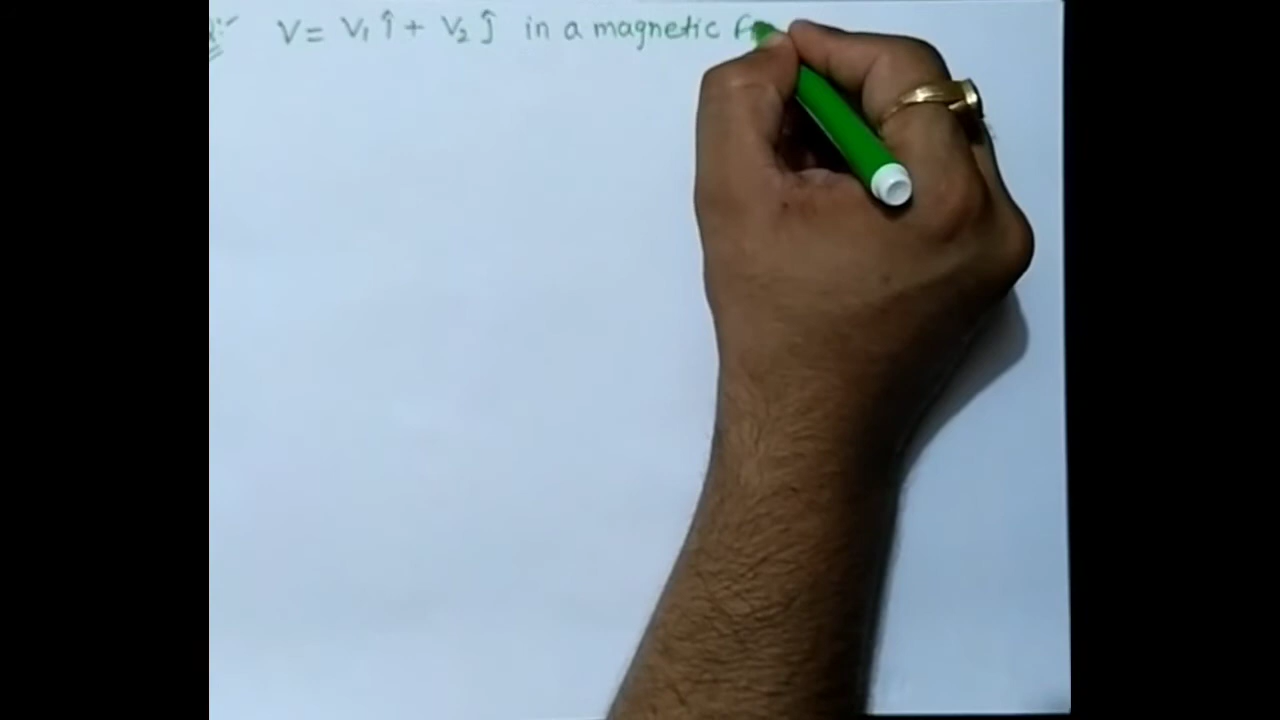 V = V₁ î + V₂ ĵ in a magnetic